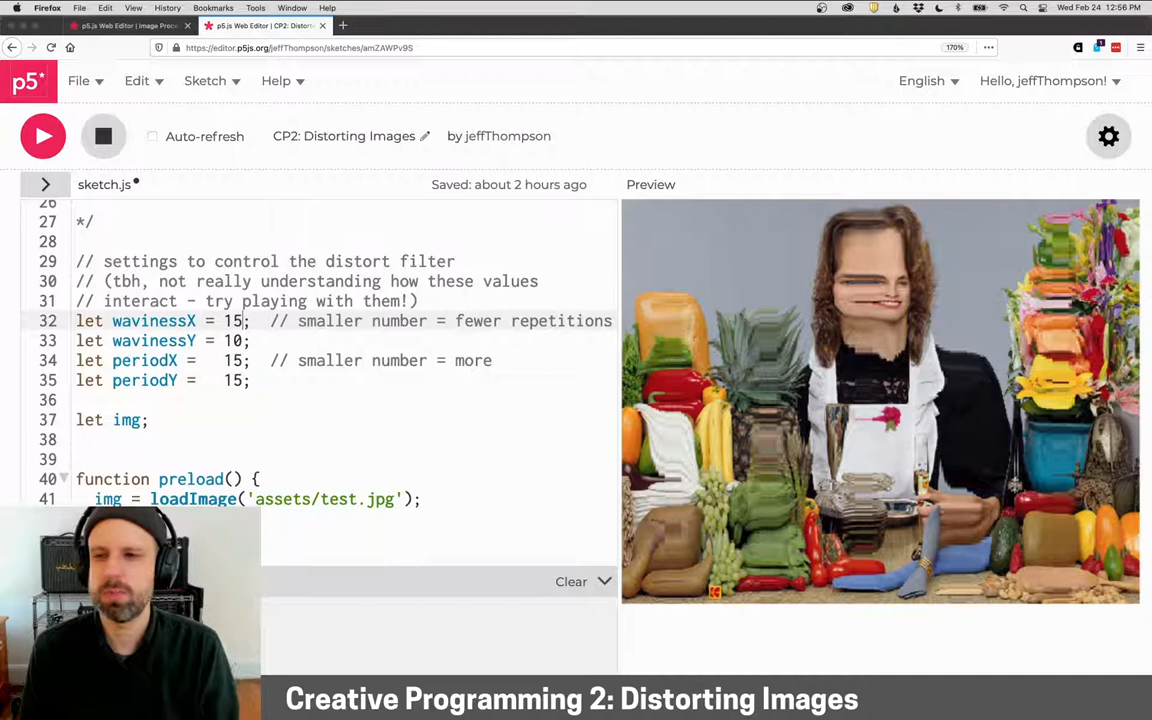 Firefox File Edit View History Bookmarks Tools Window Help Wed Feb 24 12:56 PM
p5.js Web Editor | Image Proce
p5.js Web Editor | CP2: Distorti
https://editor.p5js.org/jeffThompson/sketches/amZAWPv9S
170%
p5* File Edit Sketch Help English Hello, jeffThompson!
Auto-refresh CP2: Distorting Images by jeffThompson
sketch.js Saved: about 2 hours ago Preview
26
27 */
28
29 // settings to control the distort filter
30 // (tbh, not really understanding how these values
31 // interact – try playing with them!)
32 let wavinessX = 15; // smaller number = fewer repetitions
33 let wavinessY = 10;
34 let periodX = 15; // smaller number = more
35 let periodY = 15;
36
37 let img;
38
39
40 function preload() {
41 img = loadImage('assets/test.jpg');
Clear
Creative Programming 2: Distorting Images